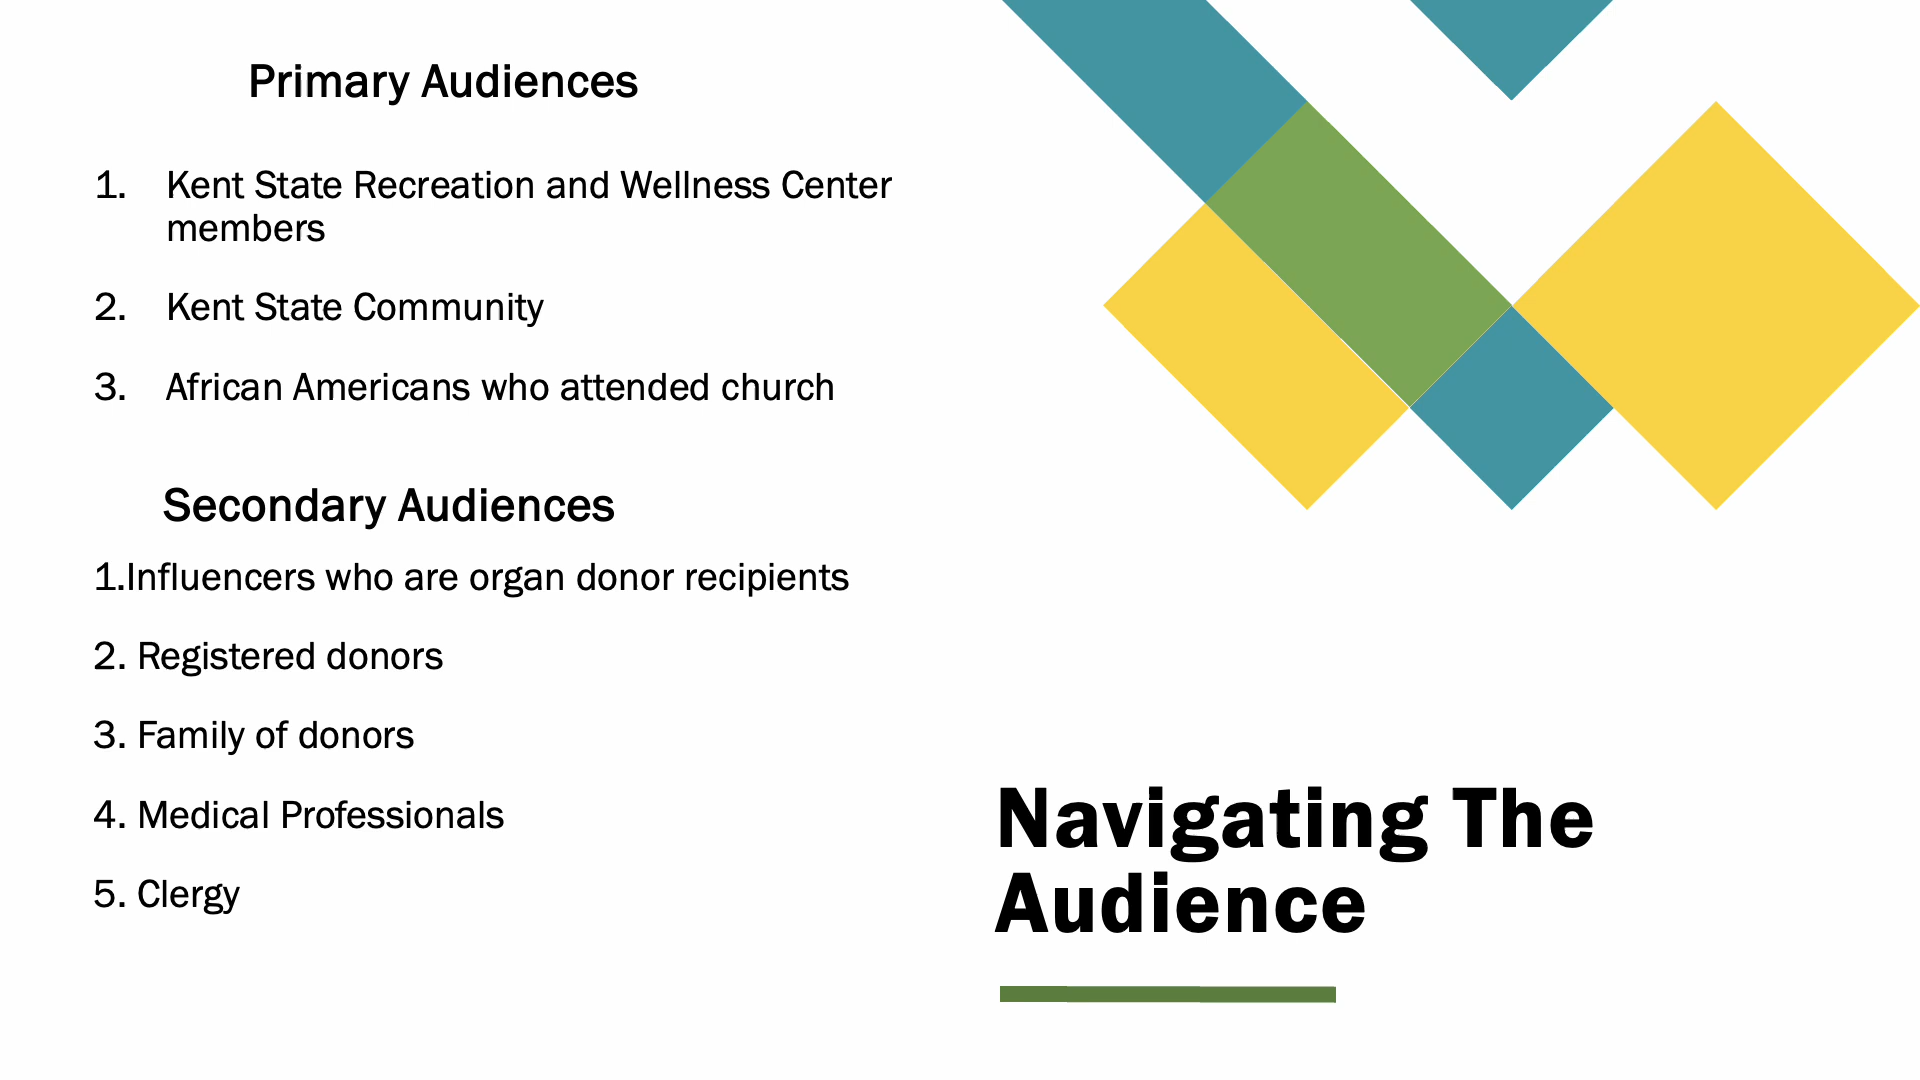 Primary Audiences
1. Kent State Recreation and Wellness Center
members
2. Kent State Community
3. African Americans who attended church
Secondary Audiences
1.Influencers who are organ donor recipients
2. Registered donors
3. Family of donors
4. Medical Professionals
5. Clergy
Navigating The
Audience